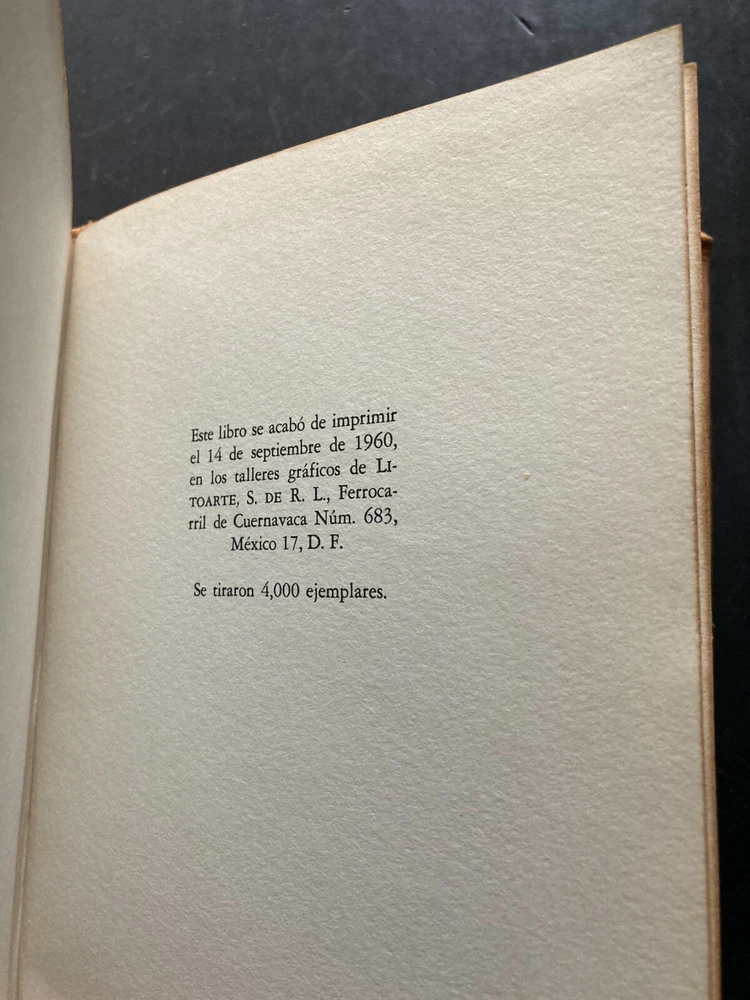 Este libro se acabó de imprimir
el 14 de septiembre de 1960,
en los talleres gráficos de LI-
TOARTE, S. DE R. L., Ferroca-
rril de Cuernavaca Núm. 683,
México 17, D. F.
Se tiraron 4,000 ejemplares.